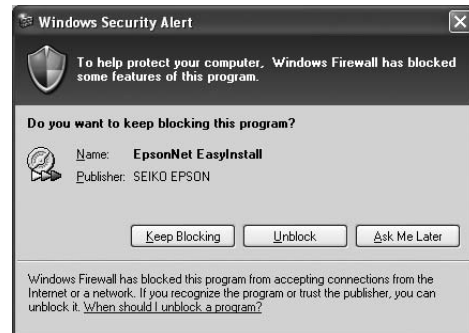 Windows Security Alert
To help protect your computer, Windows Firewall has blocked
some features of this program.
Do you want to keep blocking this program?
Name: EpsonNet EasyInstall
Publisher: SEIKO EPSON
Keep Blocking Unblock Ask Me Later
Windows Firewall has blocked this program from accepting connections from the
Internet or a network. If you recognize the program or trust the publisher, you can
unblock it. When should I unblock a program?